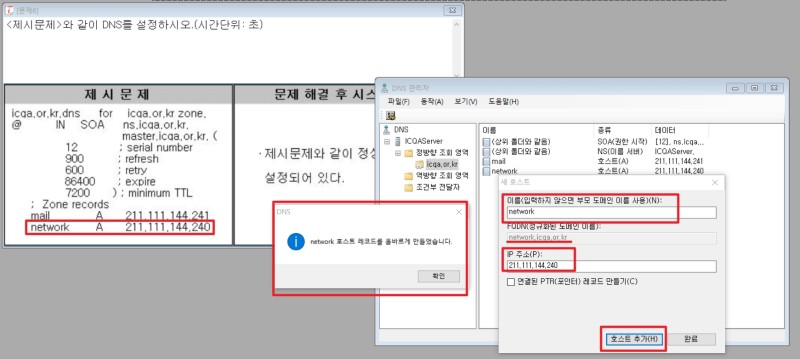 [문제6]
<제시문제>와 같이 DNS를 설정하시오.(시간단위: 초)
제 시 문 제
문제 해결 후 시스
icqa.or.kr.dns for icqa.or.kr zone.
@ IN SOA ns.icqa.or.kr.
master.icqa.or.kr. (
12 ; serial number
900 ; refresh
600 ; retry
86400 ; expire
7200 ) ; minimum TTL
; Zone records
mail A 211.111.144.241
network A 211.111.144.240
·제시문제와 같이 정상
설정되어 있다.
DNS 관리자
파일(F) 동작(A) 보기(V) 도움말(H)
DNS
ICQAServer
정방향 조회 영역
icqa.or.kr
역방향 조회 영역
조건부 전달자
이름 종류 데이터
(상위 폴더와 같음) SOA(권한 시작) [12], ns.icqa....
(상위 폴더와 같음) NS(이름 서버) ICQAServer.
mail 호스트(A) 211.111.144.241
network 호스트(A) 211.111.144.240
DNS
network 호스트 레코드를 올바르게 만들었습니다.
확인
새 호스트
이름(입력하지 않으면 부모 도메인 이름 사용)(N):
network
FQDN(정규화된 도메인 이름):
network.icqa.or.kr
IP 주소(P):
211.111.144.240
연결된 PTR(포인터) 레코드 만들기(C)
호스트 추가(H) 완료